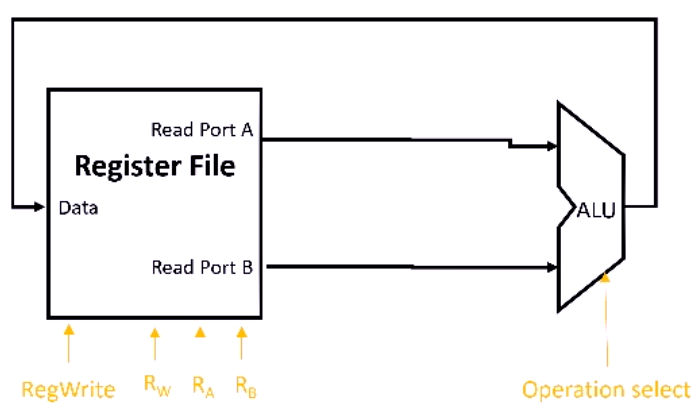 Read Port A
Register File
Data
ALU
Read Port B
RegWrite
R_W
R_A
R_B
Operation select